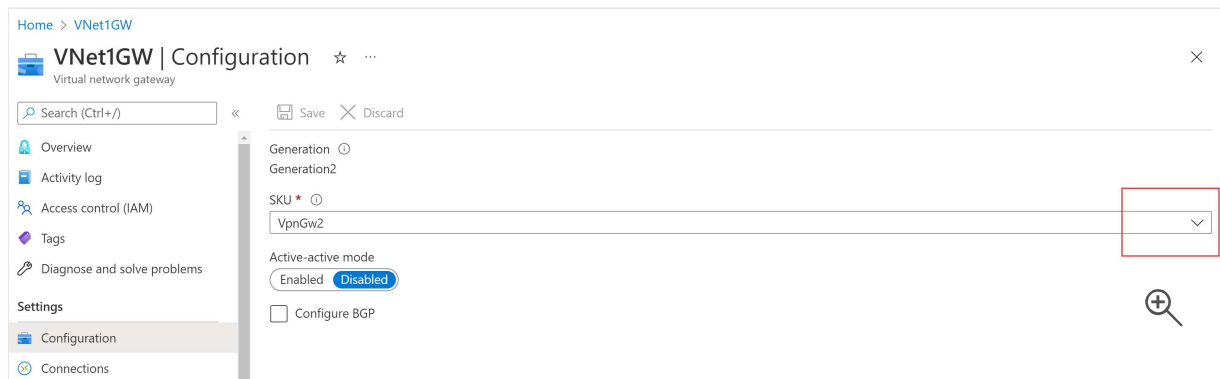 Home > VNet1GW
VNet1GW | Configuration
Virtual network gateway
Search (Ctrl+/)
Save
Discard
Overview
Activity log
Access control (IAM)
Tags
Diagnose and solve problems
Settings
Configuration
Connections
Generation
Generation2
SKU *
VpnGw2
Active-active mode
Enabled Disabled
Configure BGP